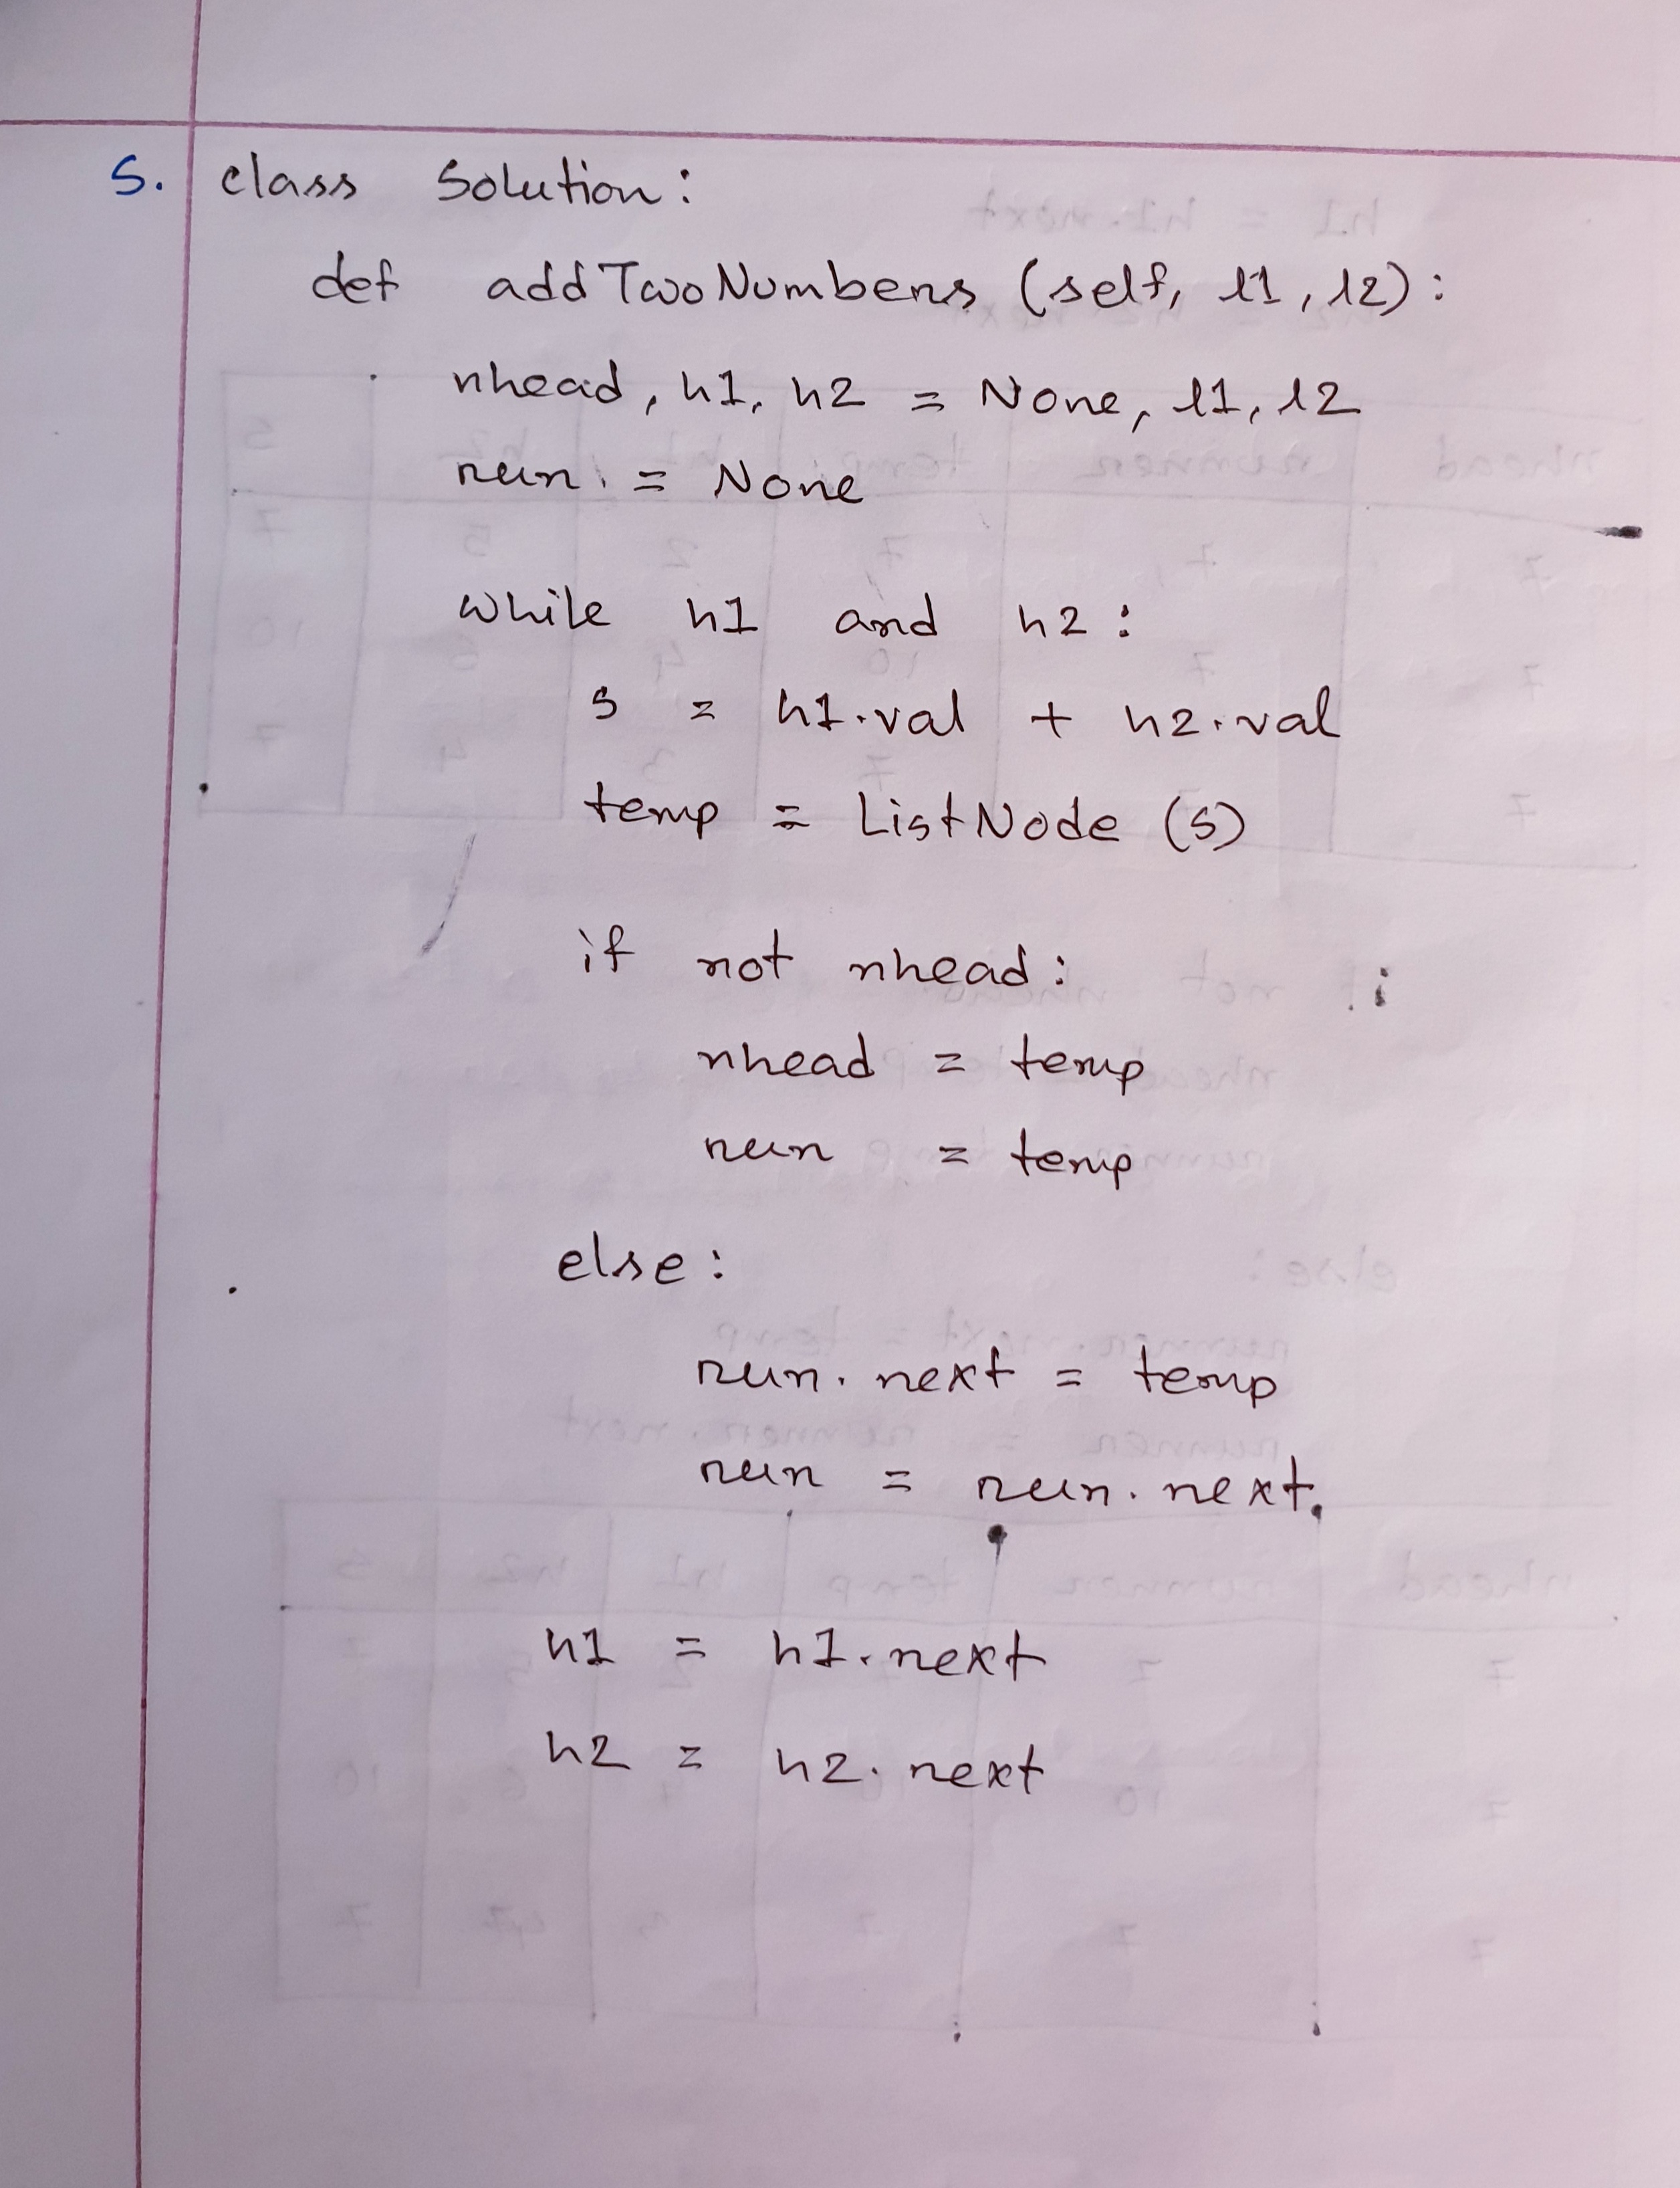 5. class Solution:
def addTwoNumbers (self, l1, l2):
nhead, h1, h2 = None, l1, l2
run = None
while h1 and h2:
s = h1.val + h2.val
temp = ListNode (s)
if not nhead:
nhead = temp
run = temp
else:
run.next = temp
run = run.next
h1 = h1.next
h2 = h2.next